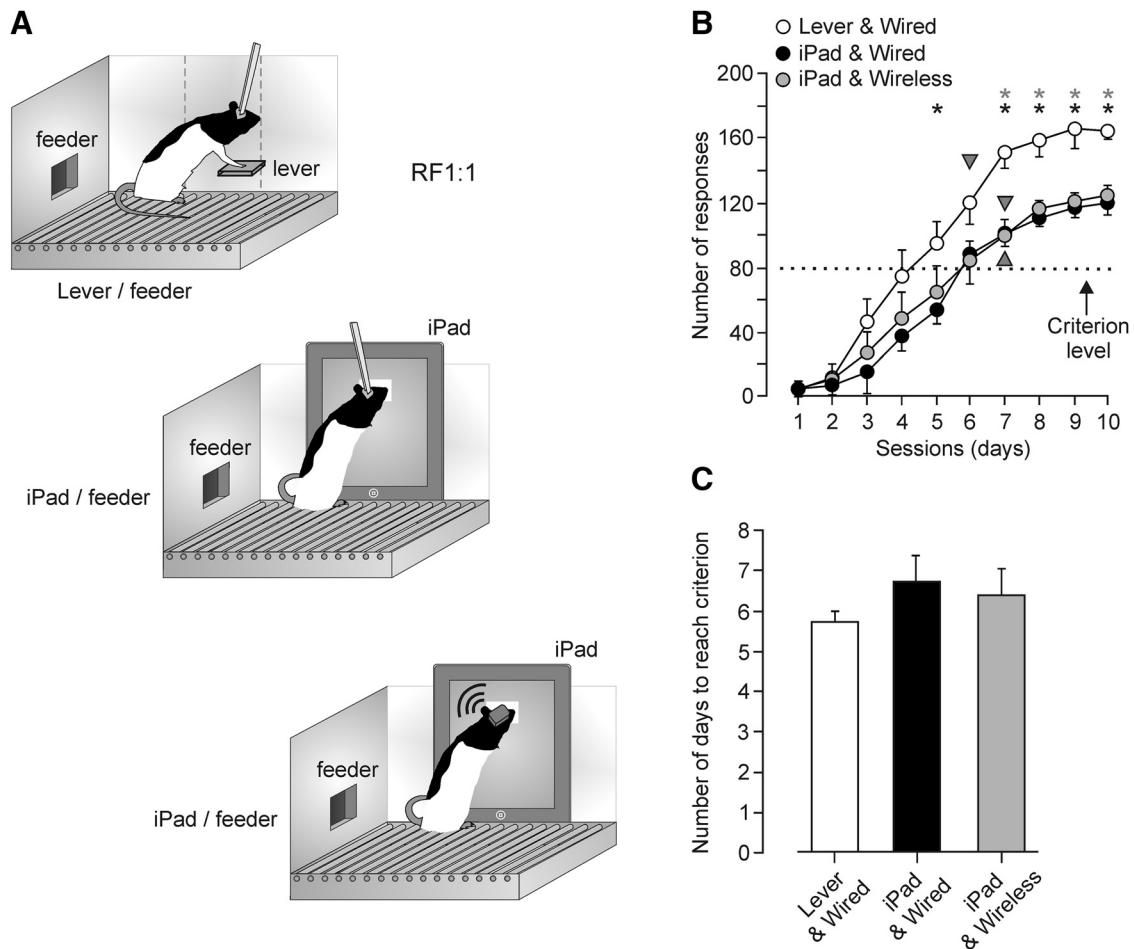 A
feeder
lever
RF1:1
Lever / feeder
iPad
feeder
iPad / feeder
iPad
feeder
iPad / feeder
B
Lever & Wired
iPad & Wired
iPad & Wireless
Number of responses
200
160
120
80
40
0
* * * *
* * * * *
Criterion
level
1 2 3 4 5 6 7 8 9 10
Sessions (days)
C
Number of days to reach criterion
8
7
6
5
4
3
2
1
0
Lever
& Wired
iPad
& Wired
iPad
& Wireless